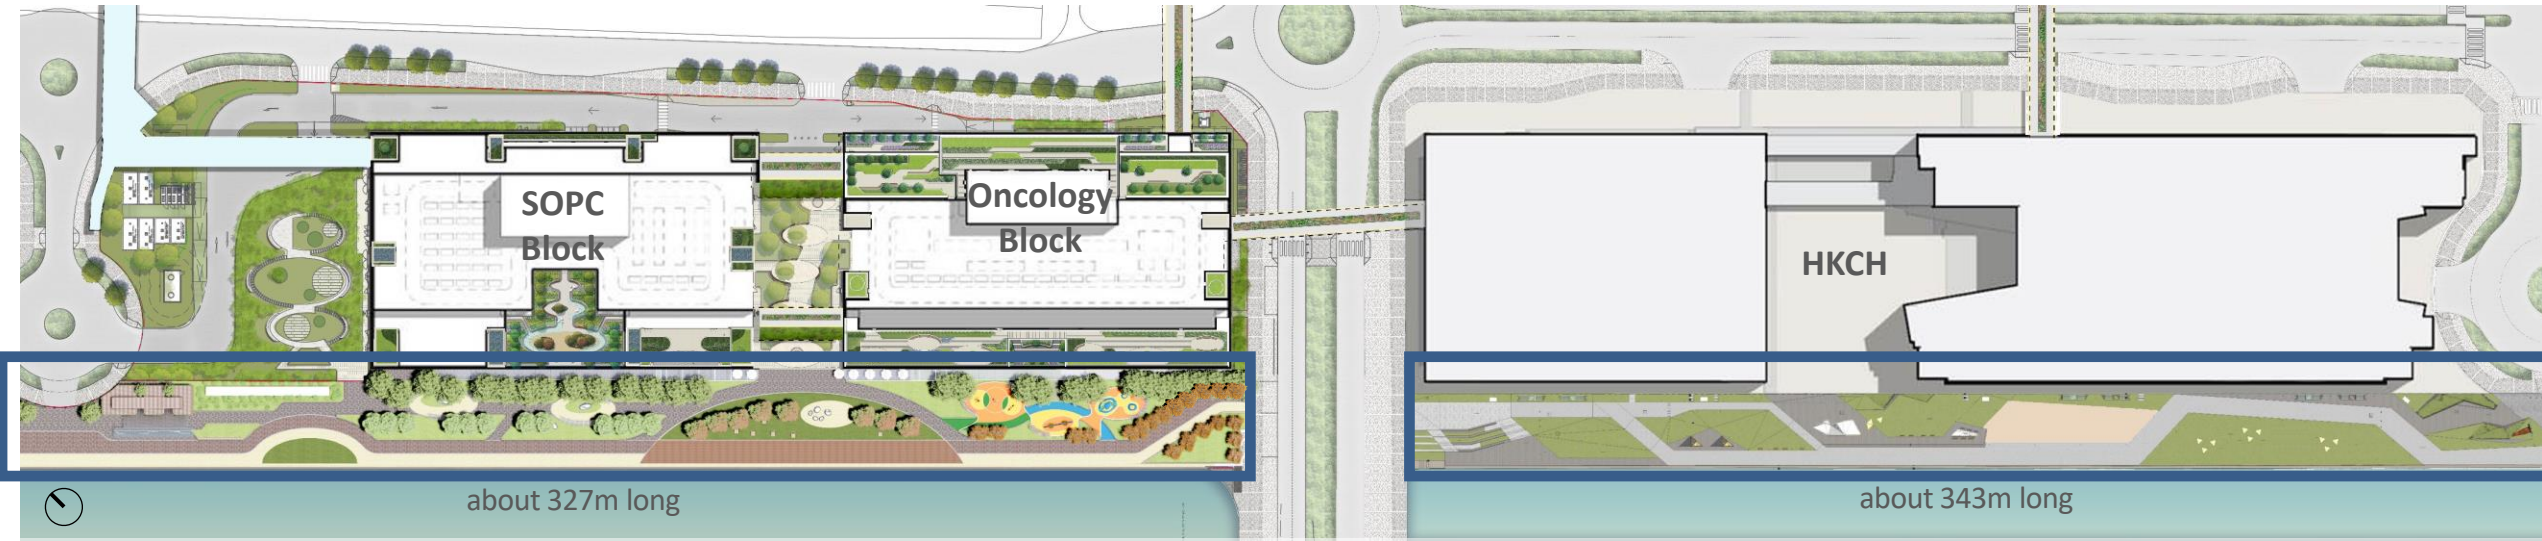 SOPC
Block
Oncology
Block
HKCH
about 327m long
about 343m long